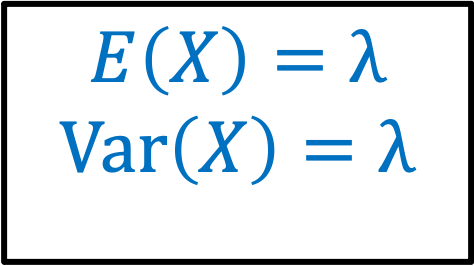 E(X) = λ
Var(X) = λ